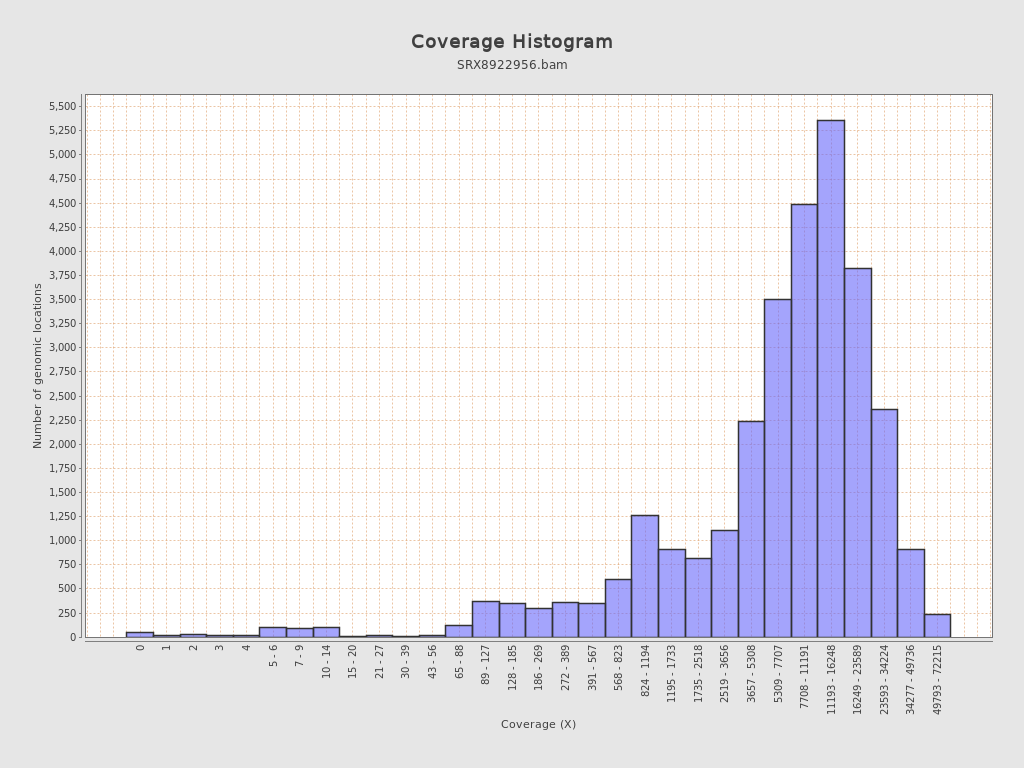 Coverage Histogram
SRX8922956.bam
5,500
5,250
5,000
4,750
4,500
4,250
4,000
3,750
3,500
3,250
3,000
2,750
2,500
2,250
2,000
1,750
1,500
1,250
1,000
750
500
250
0
Number of genomic locations
0
1
2
3
4
5 - 6
7 - 9
10 - 14
15 - 20
21 - 27
30 - 39
43 - 56
65 - 88
89 - 127
128 - 185
186 - 269
272 - 389
391 - 567
568 - 823
824 - 1194
1195 - 1733
1735 - 2518
2519 - 3656
3657 - 5308
5309 - 7707
7708 - 11191
11193 - 16248
16249 - 23589
23593 - 34224
34277 - 49736
49793 - 72215
Coverage (X)